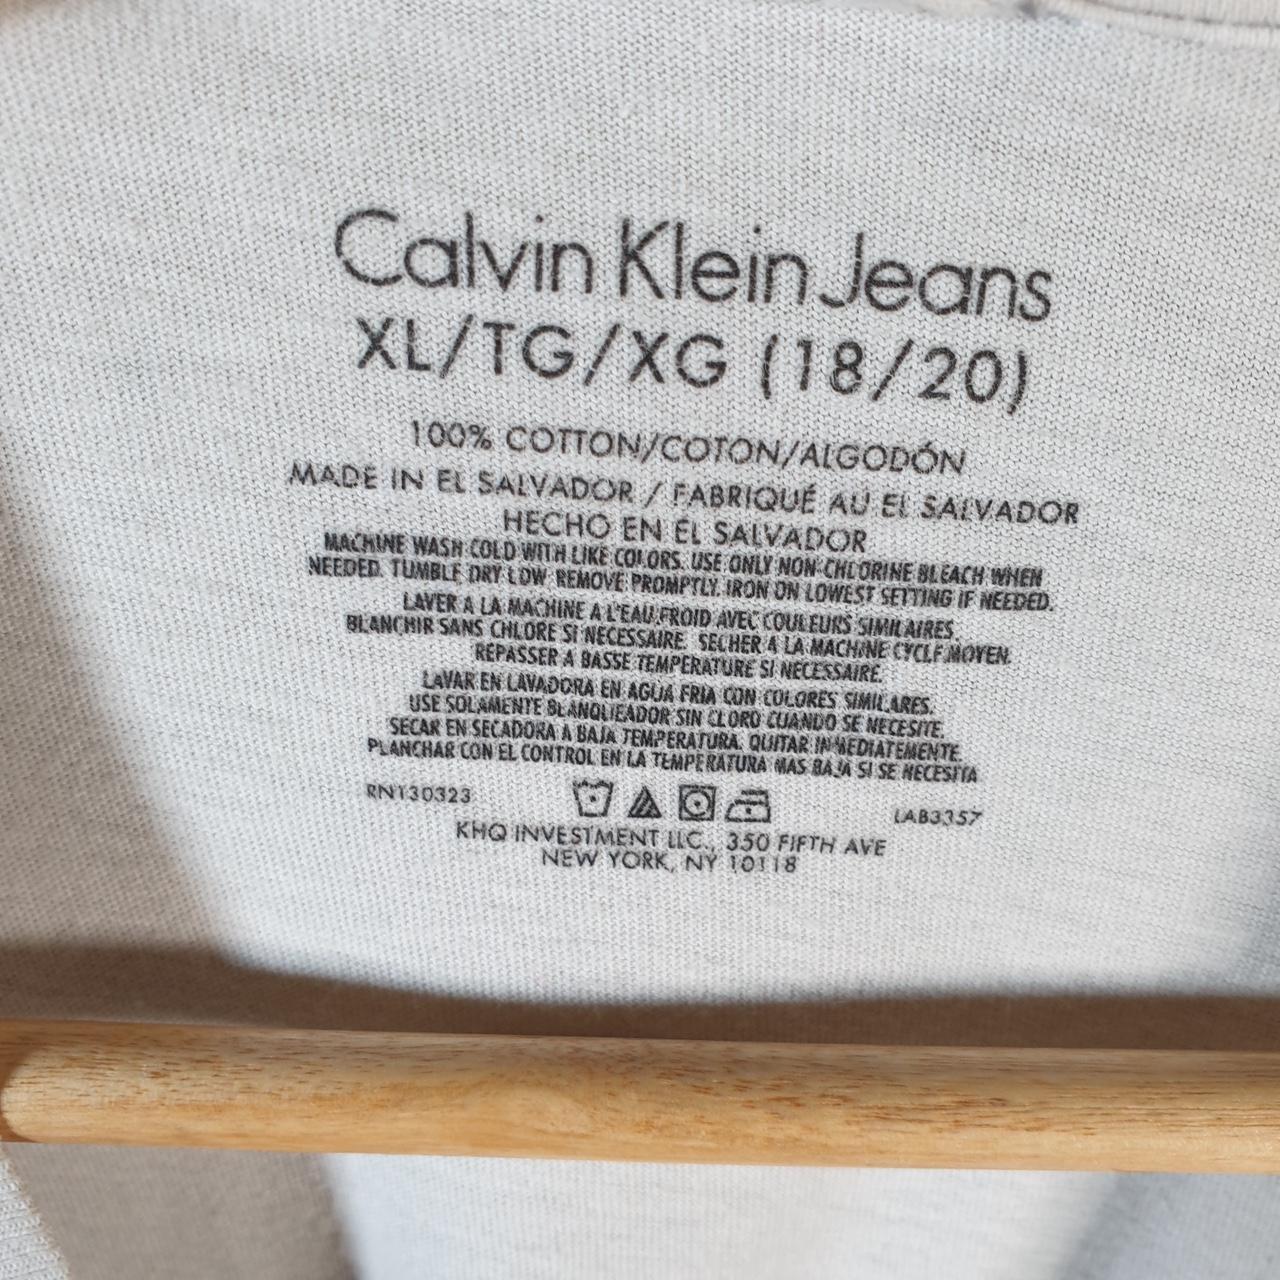 Calvin Klein Jeans
XL/TG/XG (18/20)
100% COTTON/COTON/ALGODÓN
MADE IN EL SALVADOR / FABRIQUÉ AU EL SALVADOR
HECHO EN EL SALVADOR
MACHINE WASH COLD WITH LIKE COLORS. USE ONLY NON-CHLORINE BLEACH WHEN
NEEDED. TUMBLE DRY LOW. REMOVE PROMPTLY. IRON ON LOWEST SETTING IF NEEDED.
LAVER A LA MACHINE A L'EAU FROID AVEC COULEURS SIMILAIRES.
BLANCHIR SANS CHLORE SI NECESSAIRE. SECHER A LA MACHINE CYCLE MOYEN.
REPASSER A BASSE TEMPERATURE SI NECESSAIRE.
LAVAR EN LAVADORA EN AGUA FRIA CON COLORES SIMILARES.
USE SOLAMENTE BLANQUEADOR SIN CLORO CUANDO SE NECESITE.
SECAR EN SECADORA A BAJA TEMPERATURA. QUITAR INMEDIATEMENTE.
PLANCHAR CON EL CONTROL EN LA TEMPERATURA MAS BAJA SI SE NECESITA
RN130323
LAB3357
KHQ INVESTMENT LLC., 350 FIFTH AVE
NEW YORK, NY 10118